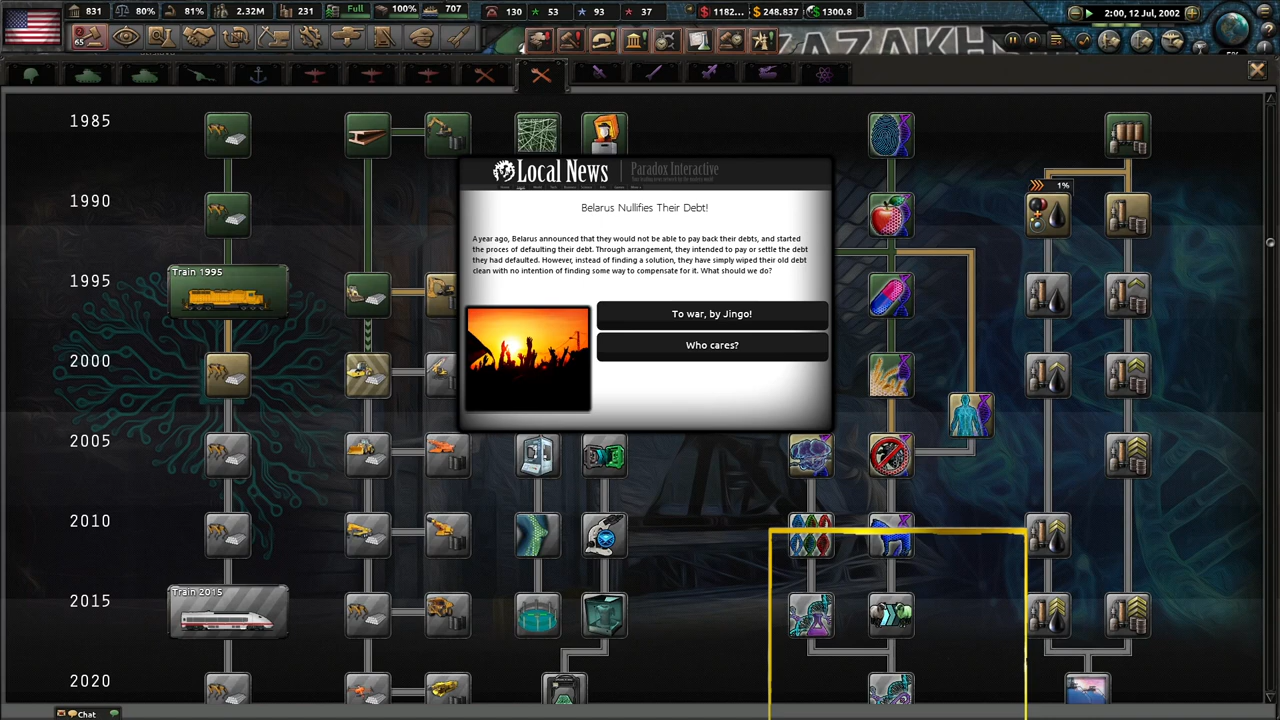 831 80% 81% 2.32M 231 Full 100% 707 130 53 93 37 $1182... $248.837 $1300.8 2:00, 12 Jul, 2002
65
KAZAKH
1985
Local News Paradox Interactive
1%
1990
Belarus Nullifies Their Debt!
A year ago, Belarus announced that they would not be able to pay back their debts, and started
the proces of defaulting their debt. Through arrangement, they intended to pay or settle the debt
they had defaulted. However, instead of finding a solution, they have simply wiped their old debt
clean with no intention of finding some way to compensate for it. What should we do?
Train 1995
1995
To war, by Jingo!
Who cares?
2000
2005
2010
Train 2015
2015
2020
Chat